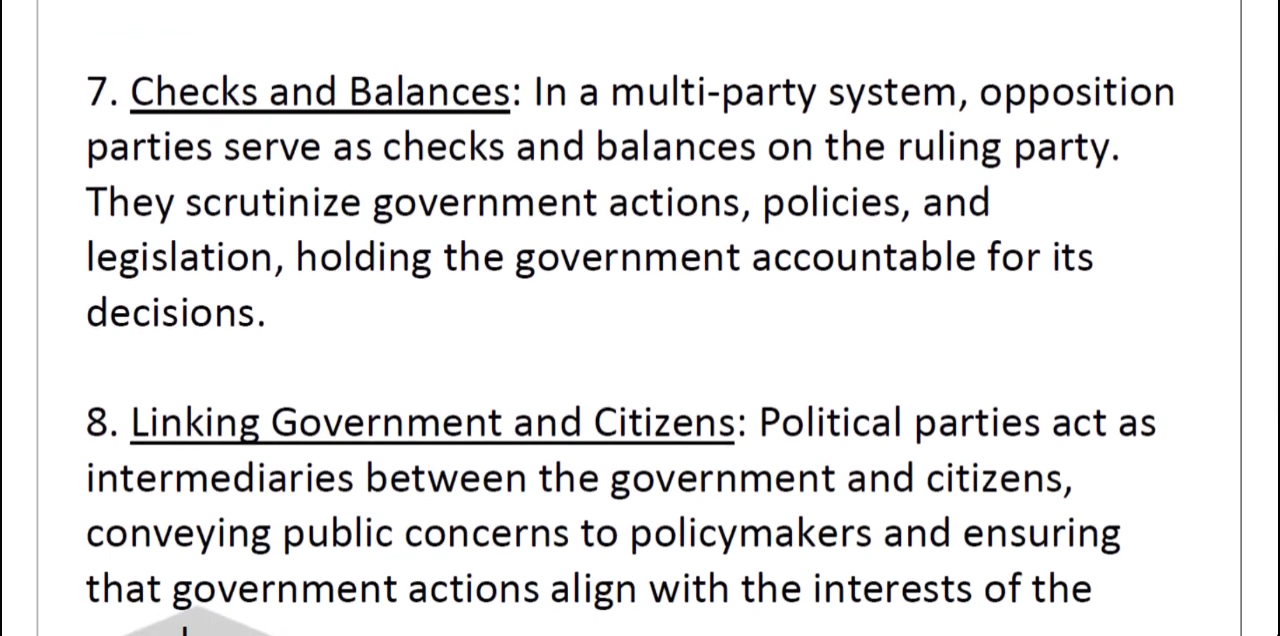 7. Checks and Balances: In a multi-party system, opposition
parties serve as checks and balances on the ruling party.
They scrutinize government actions, policies, and
legislation, holding the government accountable for its
decisions.
8. Linking Government and Citizens: Political parties act as
intermediaries between the government and citizens,
conveying public concerns to policymakers and ensuring
that government actions align with the interests of the